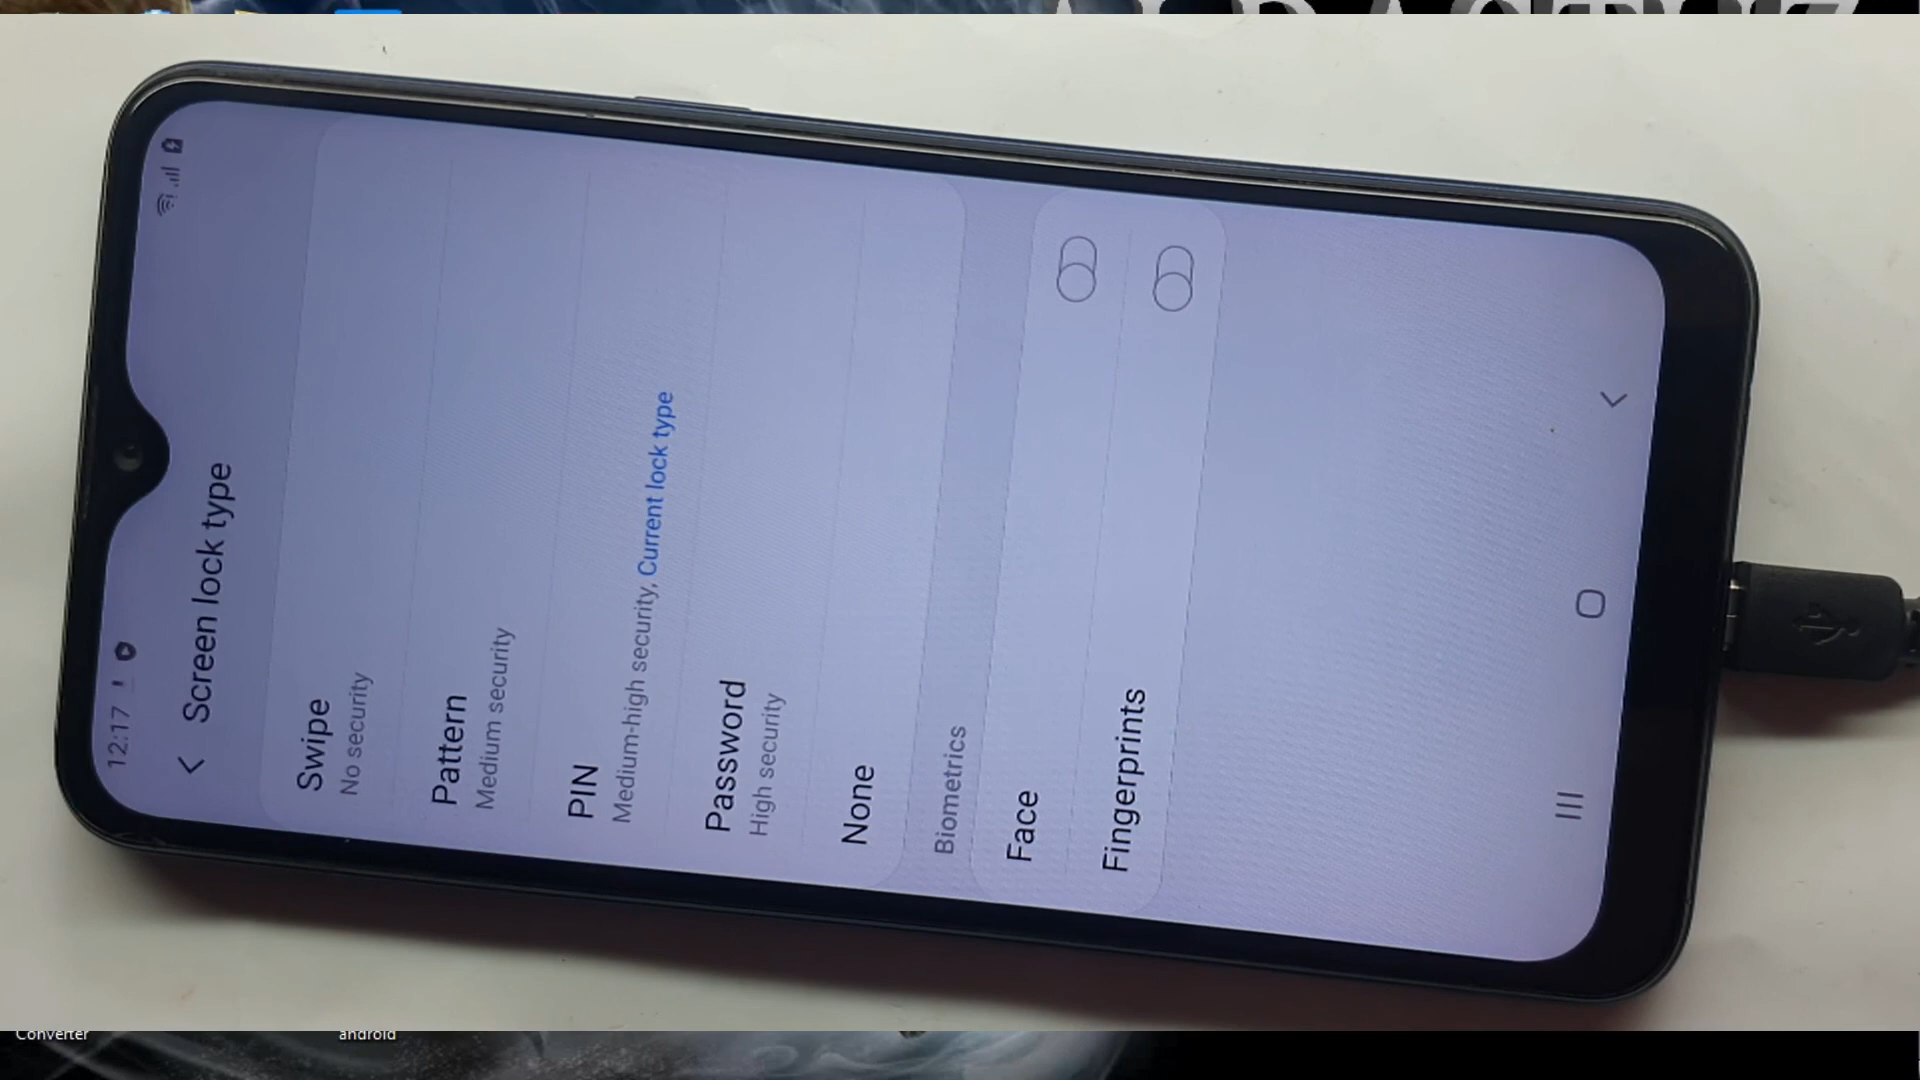 12:17
Screen lock type
Swipe
No security
Pattern
Medium security
PIN
Medium-high security, Current lock type
Password
High security
None
Biometrics
Face
Fingerprints
Converter
android